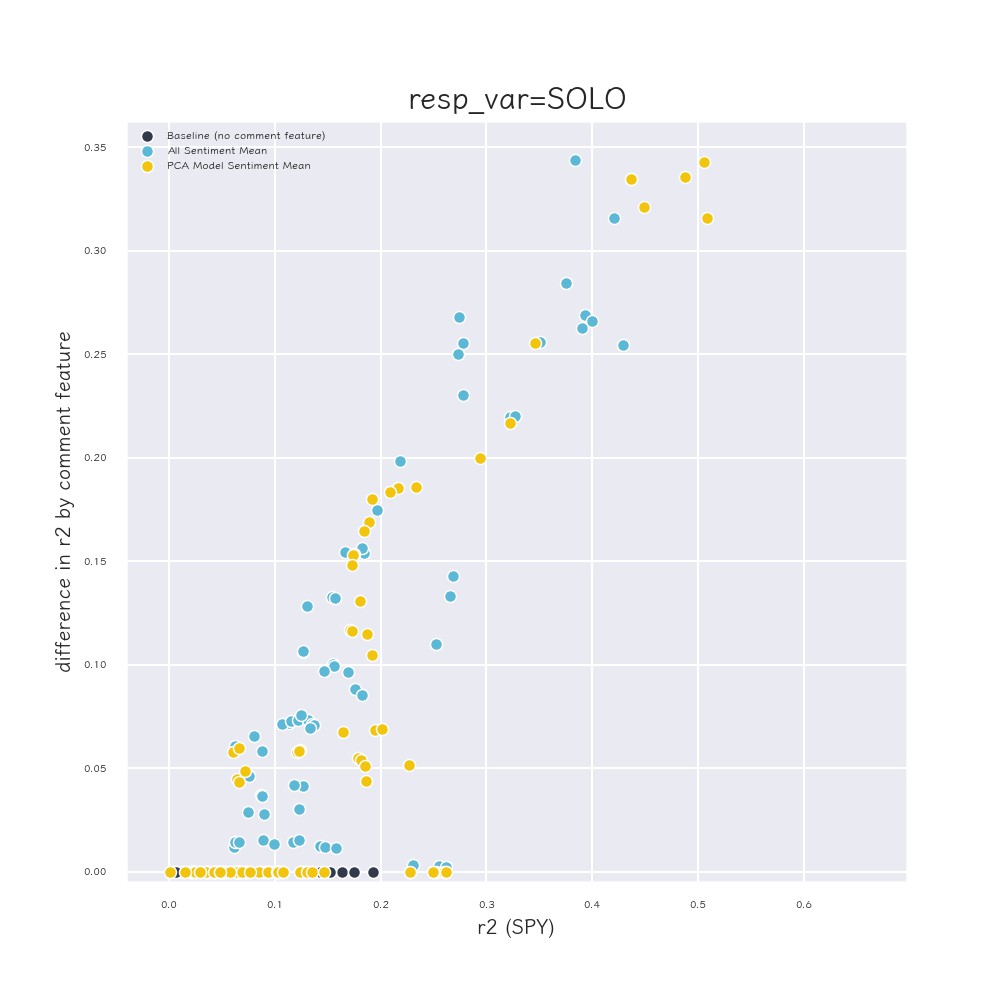 resp_var=SOLO
Baseline (no comment feature)
All Sentiment Mean
PCA Model Sentiment Mean
0.35
0.30
0.25
0.20
0.15
0.10
0.05
0.00
difference in r2 by comment feature
0.0 0.1 0.2 0.3 0.4 0.5 0.6
r2 (SPY)